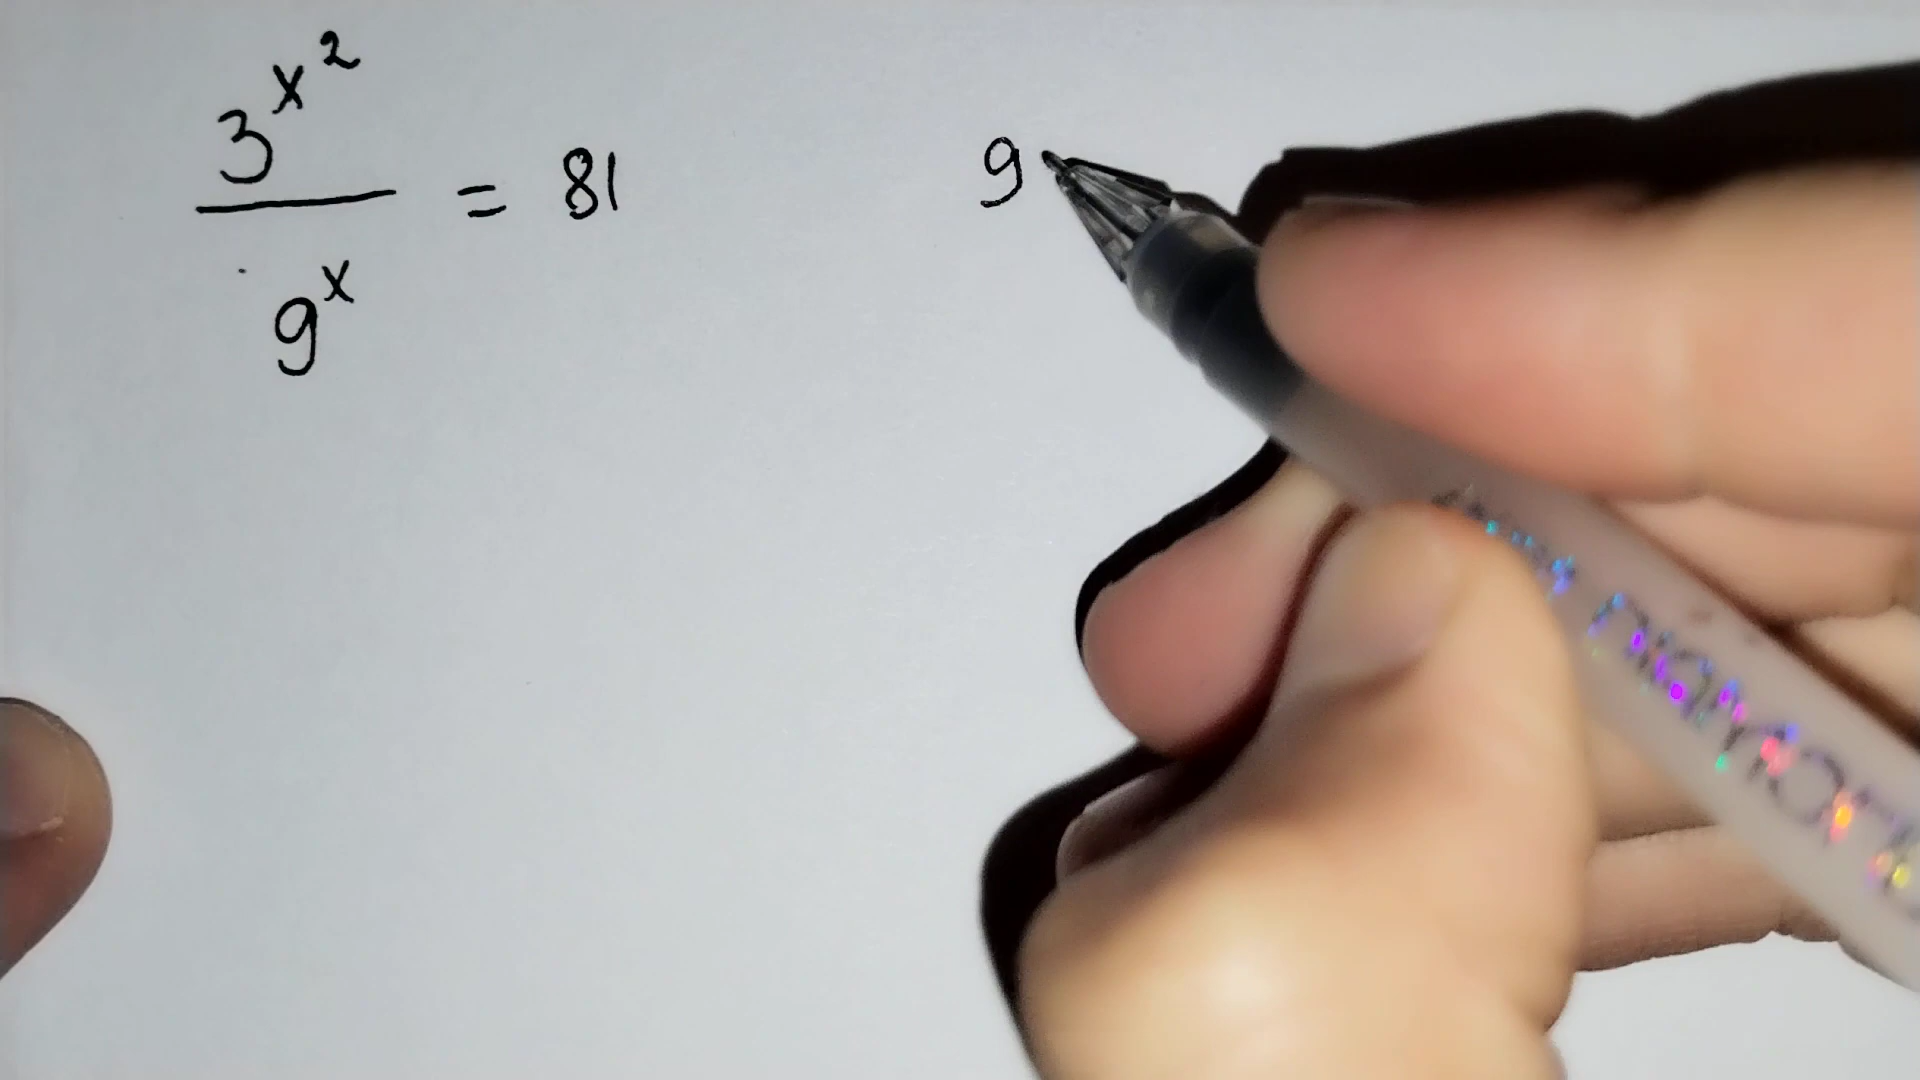 3^{x^2}
—— = 81
9^x
9